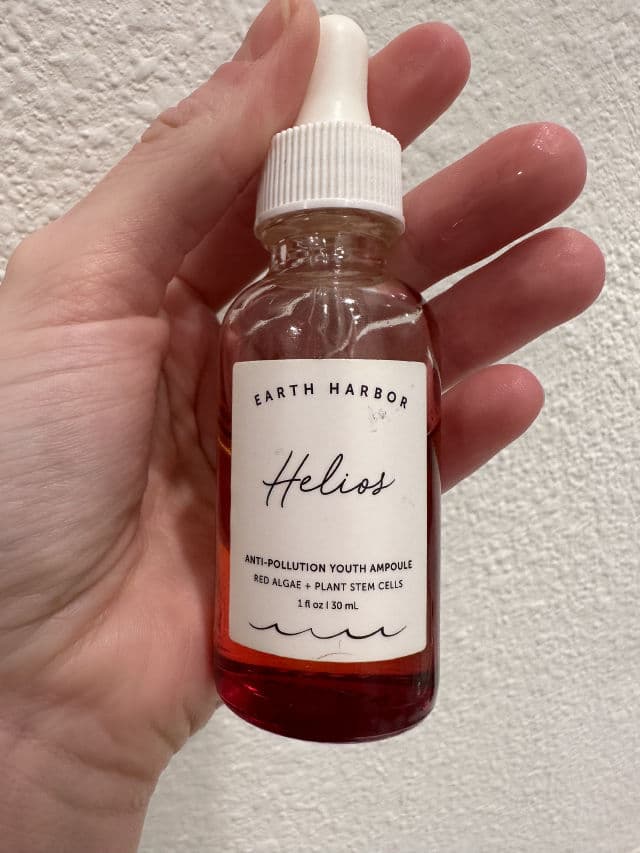 EARTH HARBOR
Helios
ANTI-POLLUTION YOUTH AMPOULE
RED ALGAE + PLANT STEM CELLS
1 fl oz | 30 mL